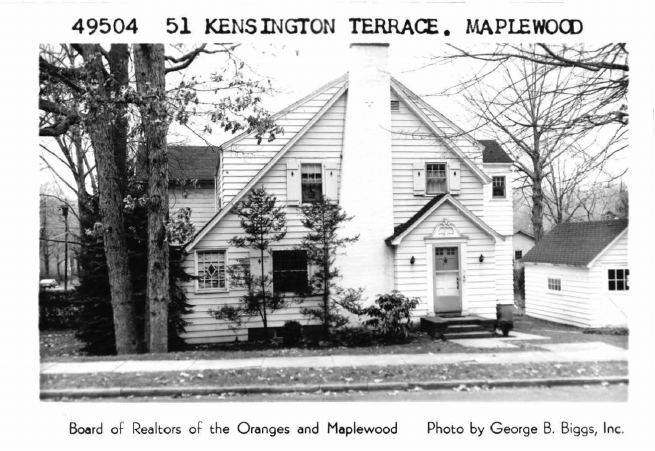 49504 51 KENSINGTON TERRACE. MAPLEWOOD
Board of Realtors of the Oranges and Maplewood Photo by George B. Biggs, Inc.